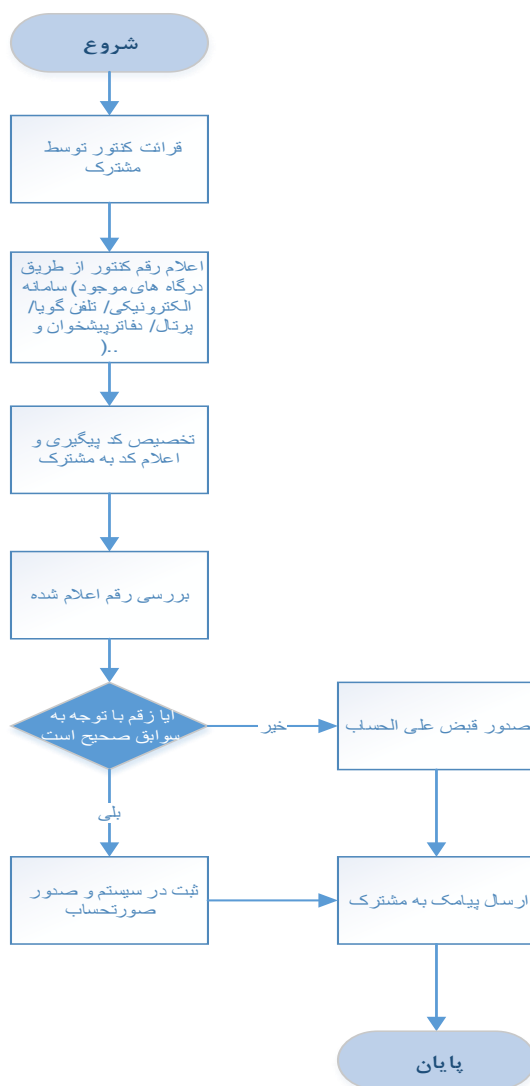 شروع
قرائت کنتور توسط
مشترک
اعلام رقم کنتور از طریق
درگاه های موجود) سامانه
الکترونیکی/ تلفن گویا/
پرتال/ دفاترپیشخوان و
..(
تخصیص کد پیگیری و
اعلام کد به مشترک
بررسی رقم اعلام شده
ایا زقم با توجه به
سوابق صحیح است
خیر
صدور قبض علی الحساب
بلی
ثبت در سیستم و صدور
صورتحساب
ارسال پیامک به مشترک
پایان